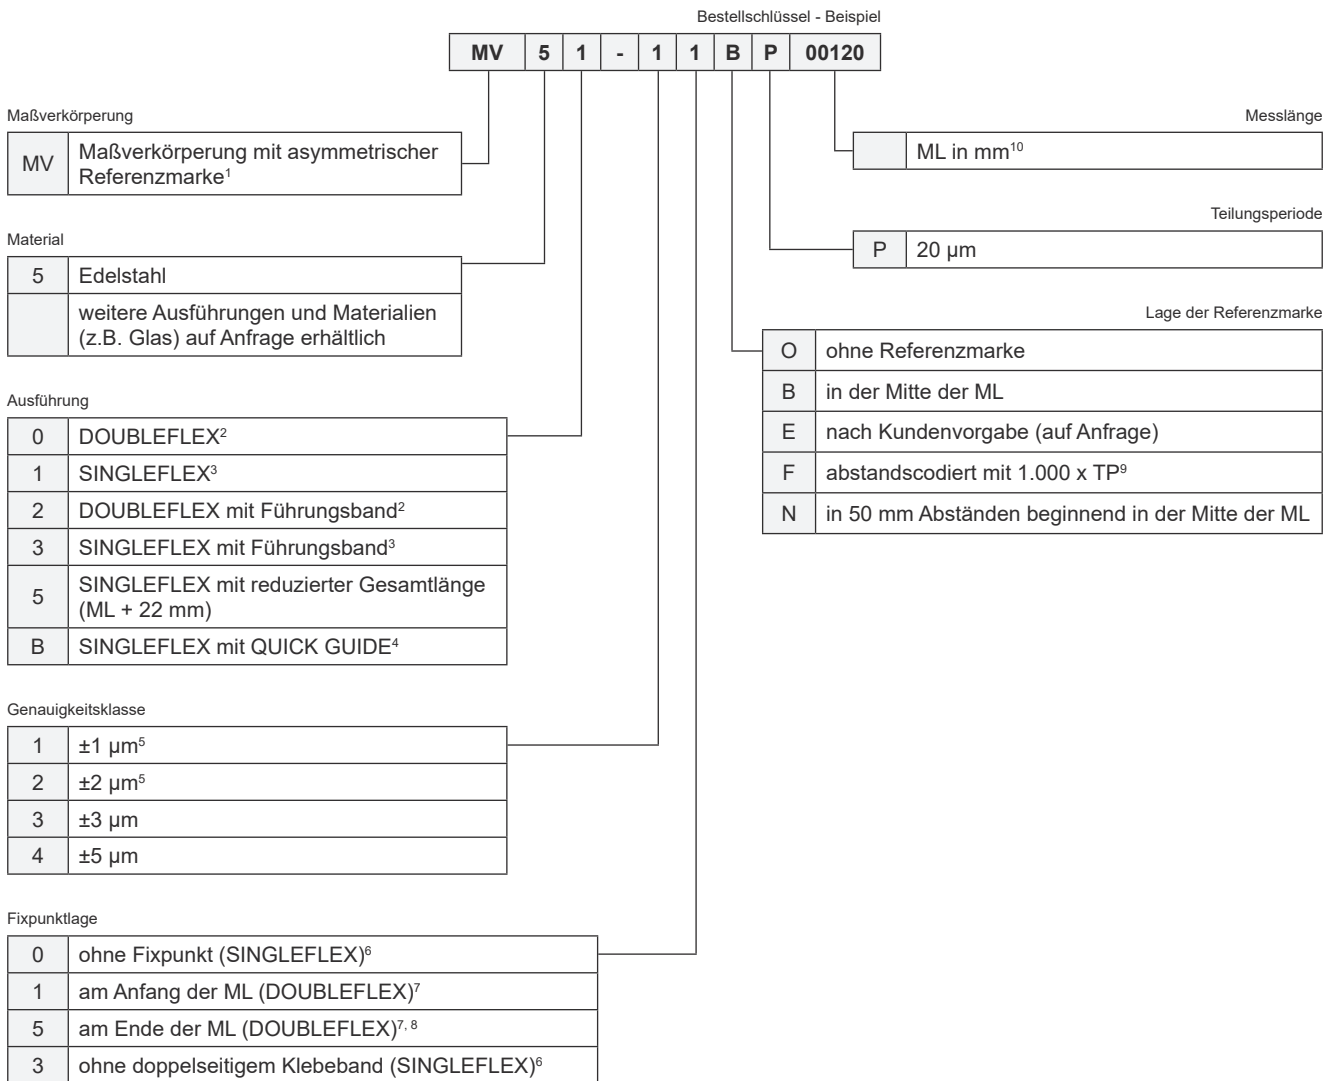 Bestellschlüssel - Beispiel
MV 5 1 - 1 1 B P 00120
Maßverkörperung
MV Maßverkörperung mit asymmetrischer
Referenzmarke¹
Material
5 Edelstahl
weitere Ausführungen und Materialien
(z.B. Glas) auf Anfrage erhältlich
Ausführung
0 DOUBLEFLEX²
1 SINGLEFLEX³
2 DOUBLEFLEX mit Führungsband²
3 SINGLEFLEX mit Führungsband³
5 SINGLEFLEX mit reduzierter Gesamtlänge
(ML + 22 mm)
B SINGLEFLEX mit QUICK GUIDE⁴
Genauigkeitsklasse
1 ±1 µm⁵
2 ±2 µm⁵
3 ±3 µm
4 ±5 µm
Fixpunktlage
0 ohne Fixpunkt (SINGLEFLEX)⁶
1 am Anfang der ML (DOUBLEFLEX)⁷
5 am Ende der ML (DOUBLEFLEX)⁷˒ ⁸
3 ohne doppelseitigem Klebeband (SINGLEFLEX)⁶
Messlänge
ML in mm¹⁰
Teilungsperiode
P 20 µm
Lage der Referenzmarke
O ohne Referenzmarke
B in der Mitte der ML
E nach Kundenvorgabe (auf Anfrage)
F abstandscodiert mit 1.000 x TP⁹
N in 50 mm Abständen beginnend in der Mitte der ML